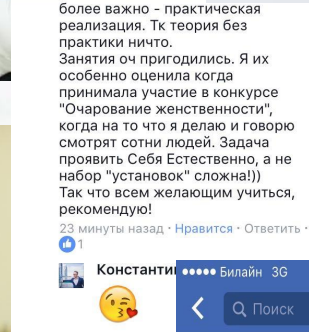 более важно - практическая
реализация. Тк теория без
практики ничто.
Занятия оч пригодились. Я их
особенно оценила когда
принимала участие в конкурсе
"Очарование женственности",
когда на то что я делаю и говорю
смотрят сотни людей. Задача
проявить Себя Естественно, а не
набор "установок" сложна!))
Так что всем желающим учиться,
рекомендую!
23 минуты назад · Нравится · Ответить ·
1
Константин
Билайн 3G
Поиск